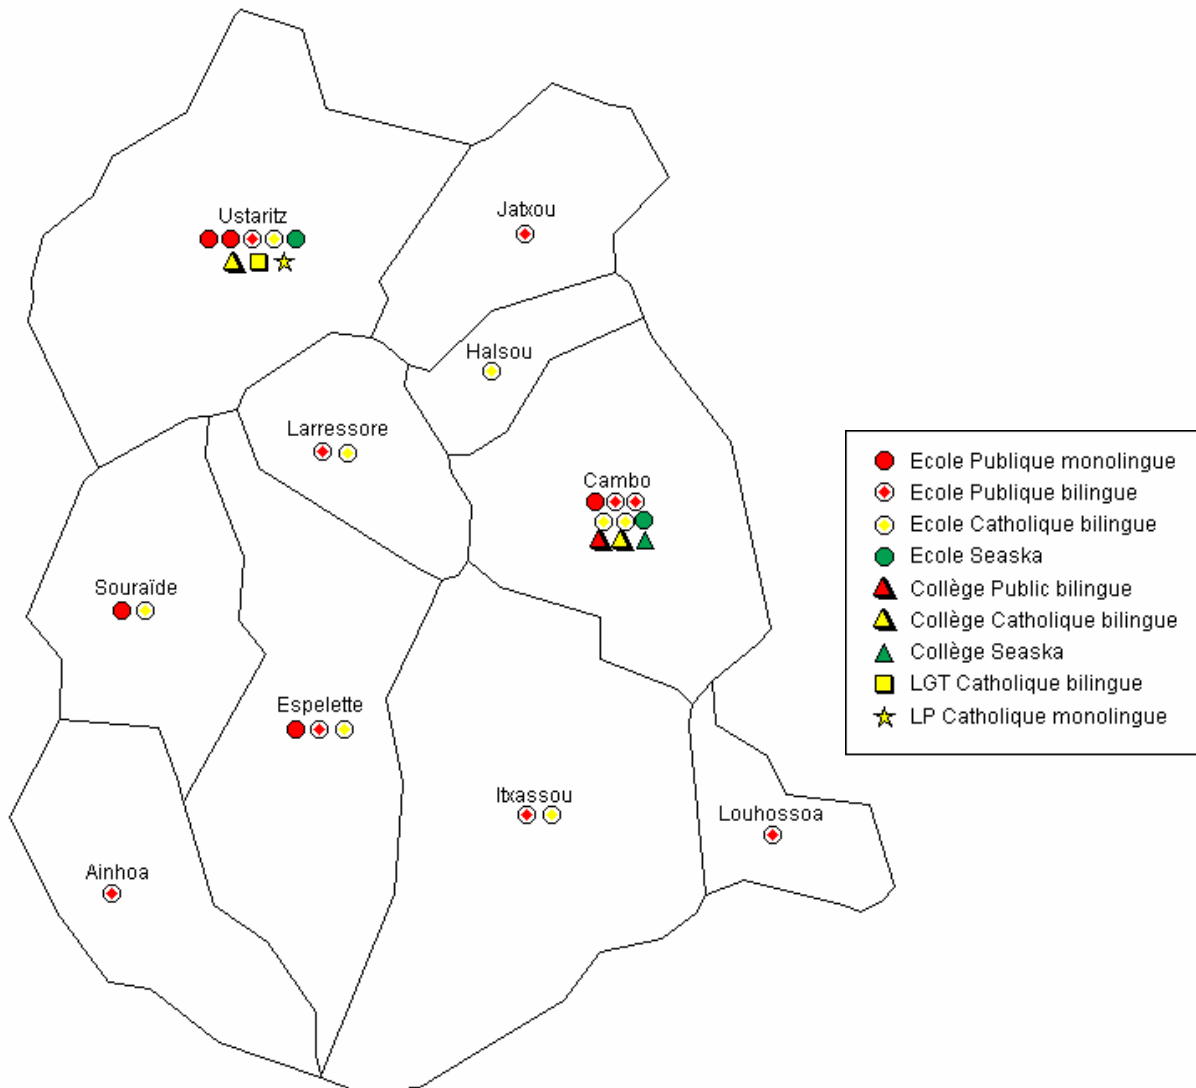 Ustaritz
Jatxou
Halsou
Larressore
Cambo
Souraïde
Espelette
Itxassou
Louhossoa
Ainhoa
Ecole Publique monolingue
Ecole Publique bilingue
Ecole Catholique bilingue
Ecole Seaska
Collège Public bilingue
Collège Catholique bilingue
Collège Seaska
LGT Catholique bilingue
LP Catholique monolingue